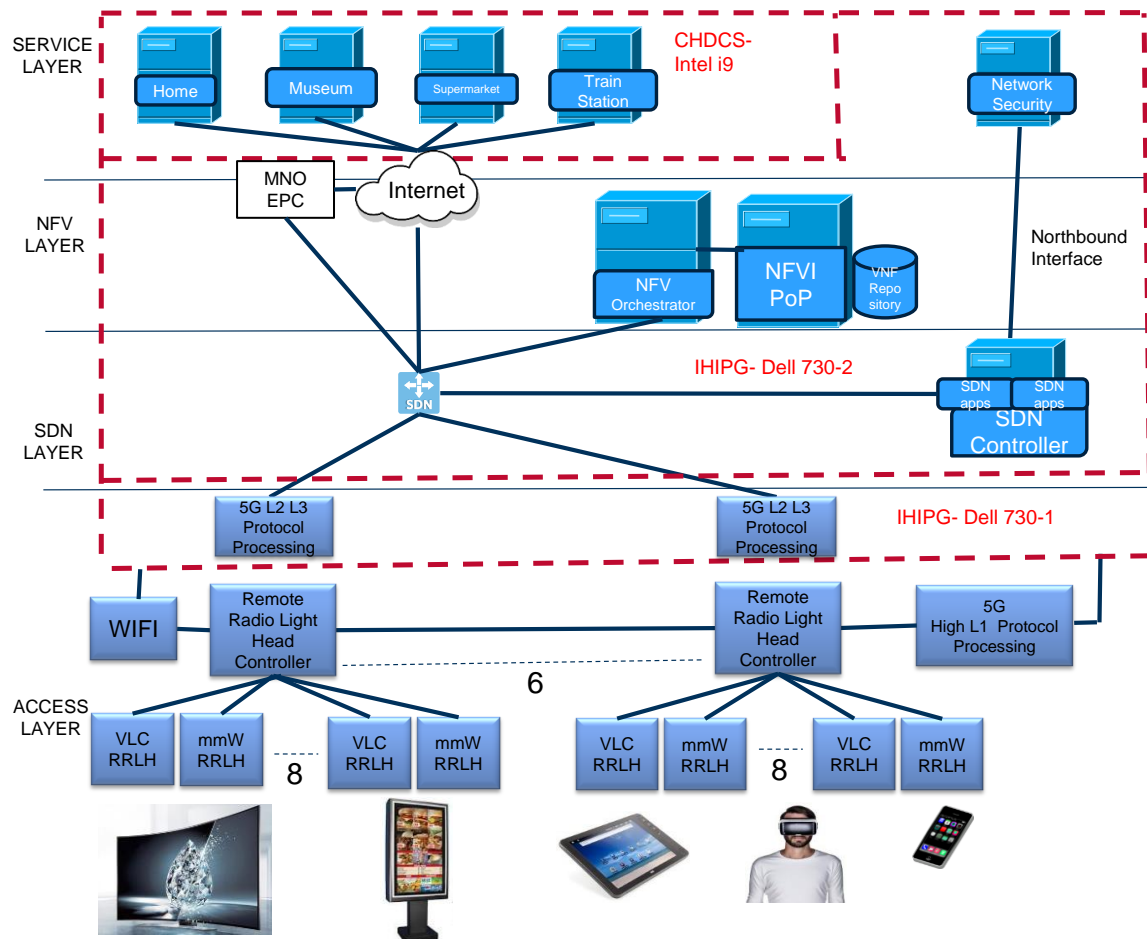 SERVICE
LAYER
Home
Museum
Supermarket
Train
Station
CHDCS-
Intel i9
Network
Security
MNO
EPC
Internet
NFV
LAYER
NFV
Orchestrator
NFVI
PoP
VNF
Repo
sitory
Northbound
Interface
IHIPG- Dell 730-2
SDN
SDN
apps
SDN
apps
SDN
Controller
SDN
LAYER
5G L2 L3
Protocol
Processing
5G L2 L3
Protocol
Processing
IHIPG- Dell 730-1
WIFI
Remote
Radio Light
Head
Controller
Remote
Radio Light
Head
Controller
5G
High L1 Protocol
Processing
6
ACCESS
LAYER
VLC
RRLH
mmW
RRLH
8
VLC
RRLH
mmW
RRLH
VLC
RRLH
mmW
RRLH
8
VLC
RRLH
mmW
RRLH